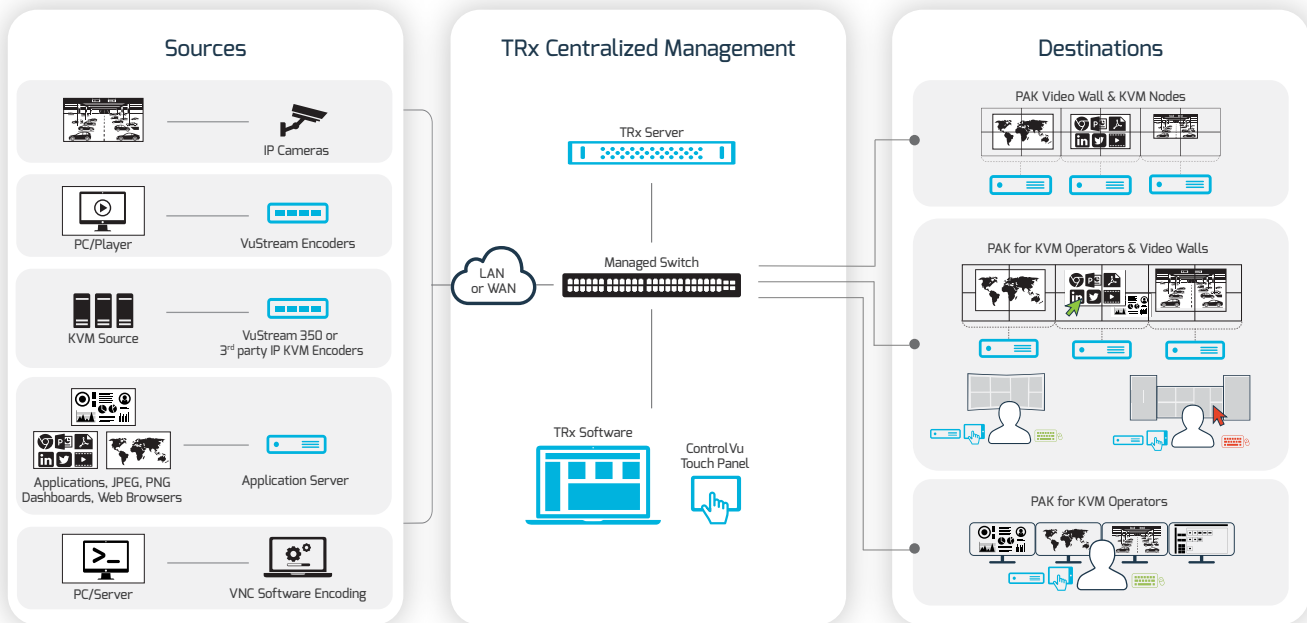 Sources
IP Cameras
PC/Player
VuStream Encoders
KVM Source
VuStream 350 or
3rd party IP KVM Encoders
Applications, JPEG, PNG
Dashboards, Web Browsers
Application Server
PC/Server
VNC Software Encoding
LAN
or WAN
TRx Centralized Management
TRx Server
Managed Switch
TRx Software
ControlVu
Touch Panel
Destinations
PAK Video Wall & KVM Nodes
PAK for KVM Operators & Video Walls
PAK for KVM Operators